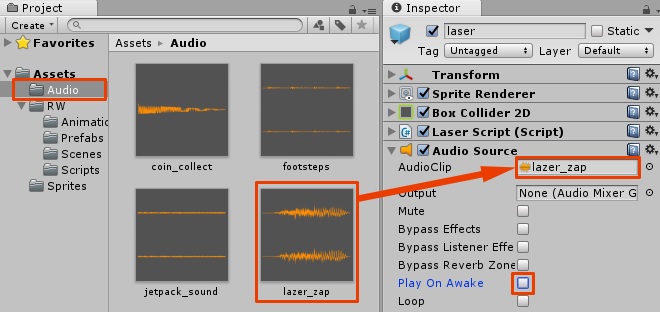 Project
Create
Favorites
Assets
Audio
RW
Animatio
Prefabs
Scenes
Scripts
Sprites
Assets Audio
coin_collect
footsteps
jetpack_sound
lazer_zap
Inspector
laser
Static
Tag Untagged Layer Default
Transform
Sprite Renderer
Box Collider 2D
Laser Script (Script)
Audio Source
AudioClip lazer_zap
Output None (Audio Mixer G
Mute
Bypass Effects
Bypass Listener Effe
Bypass Reverb Zone
Play On Awake
Loop